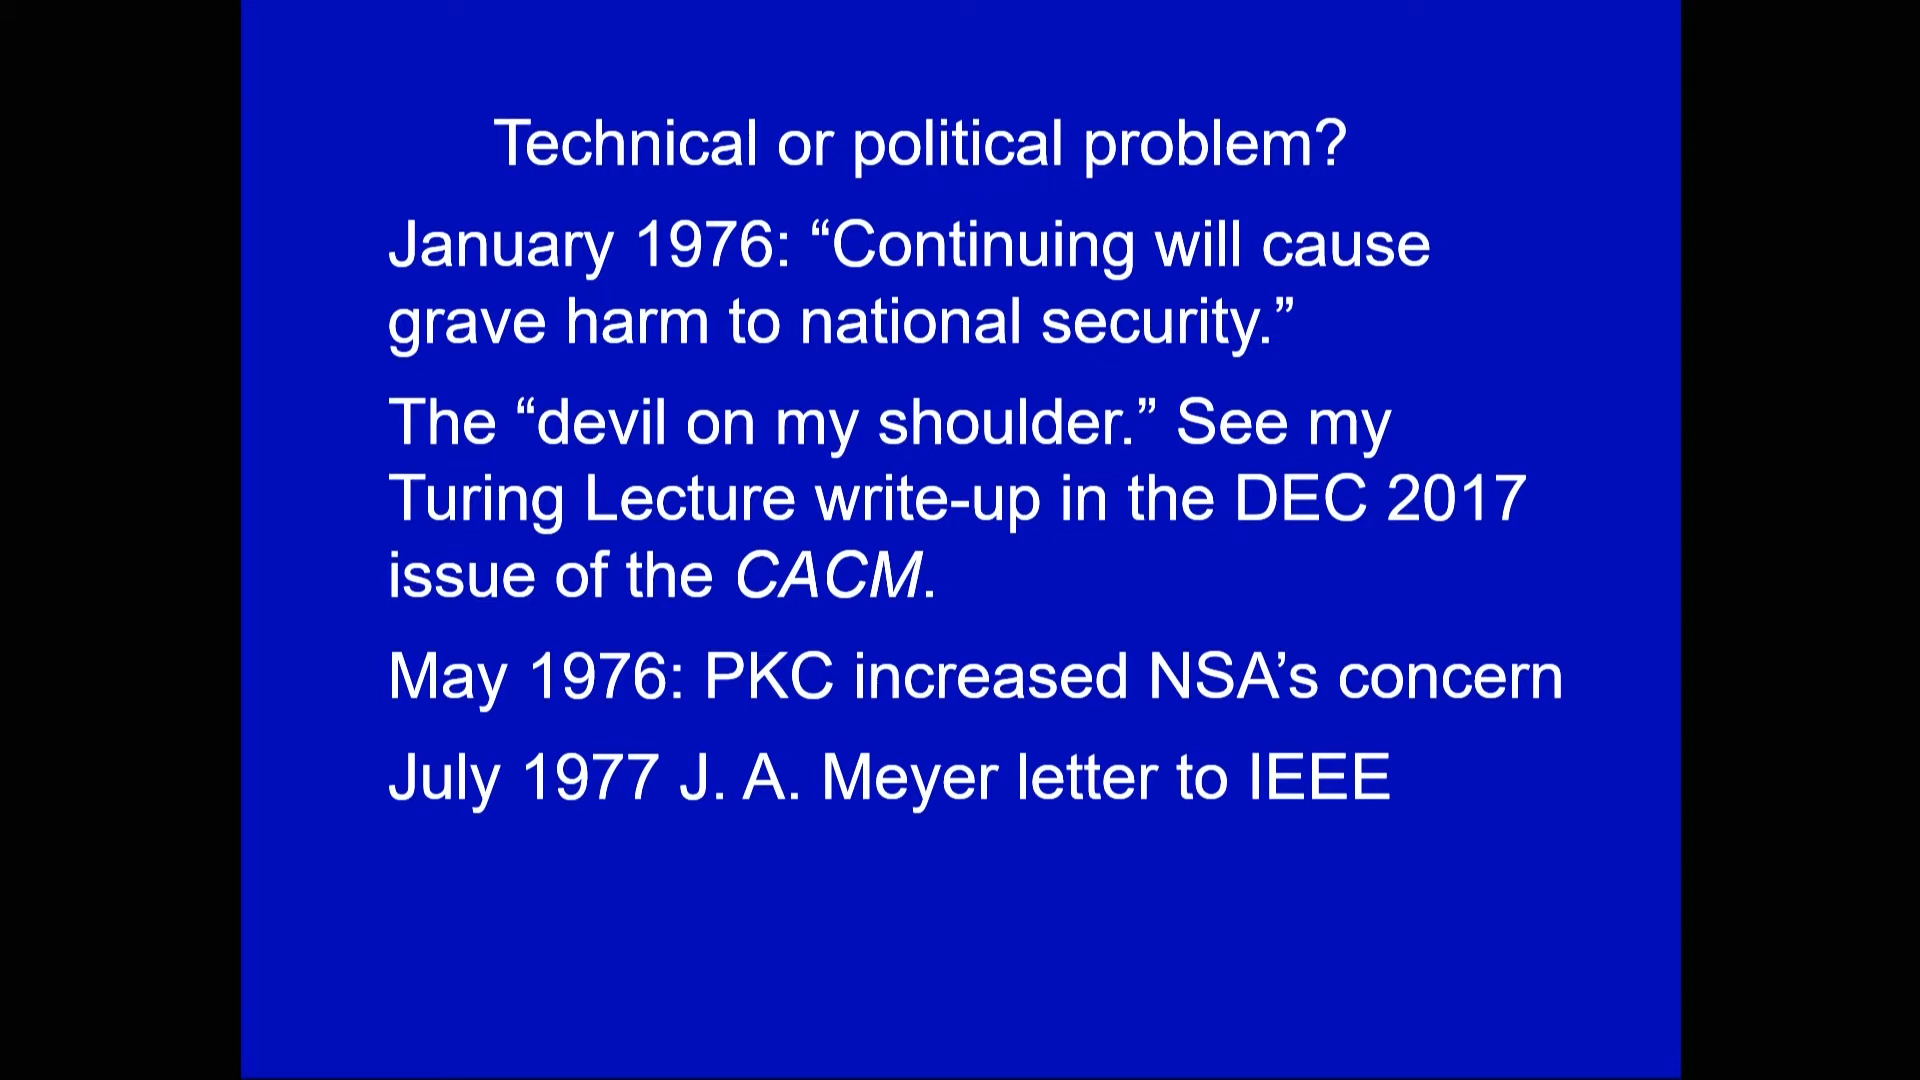 Technical or political problem?
January 1976: “Continuing will cause
grave harm to national security.”
The “devil on my shoulder.” See my
Turing Lecture write-up in the DEC 2017
issue of the CACM.
May 1976: PKC increased NSA’s concern
July 1977 J. A. Meyer letter to IEEE